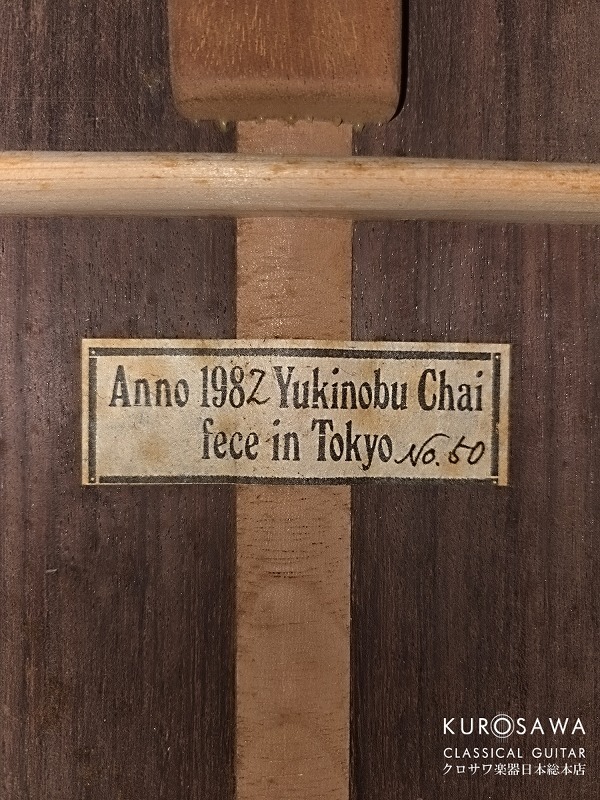 Anno 1982 Yukinobu Chai
fece in Tokyo No. 50
KUROSAWA
CLASSICAL GUITAR
クロサワ楽器日本総本店